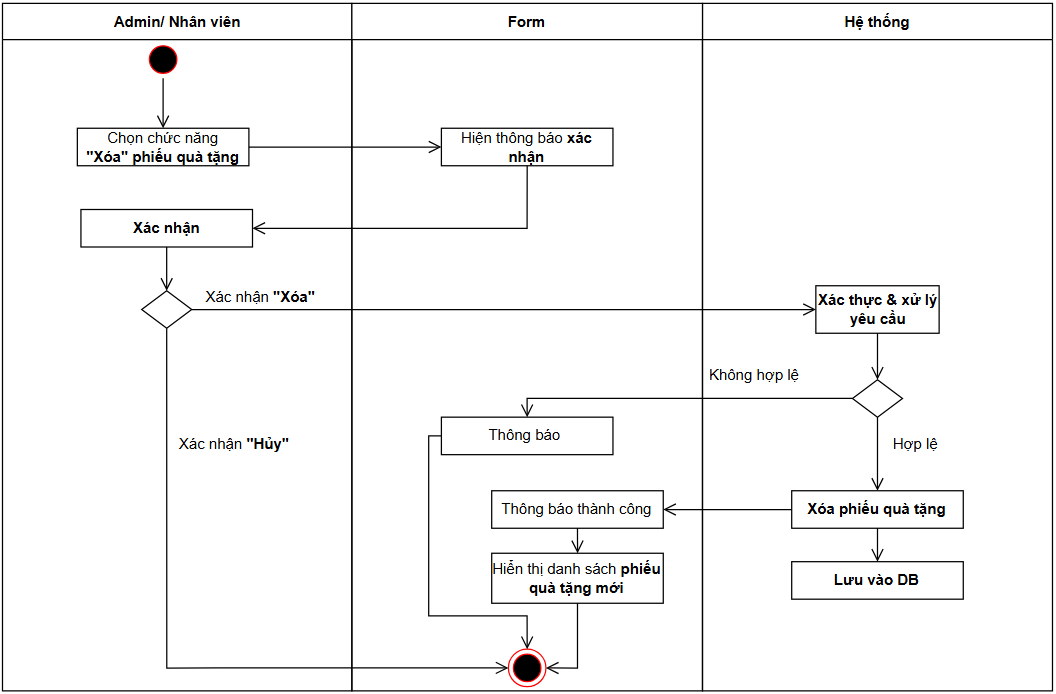 Admin/ Nhân viên
Form
Hệ thống
Chọn chức năng
"Xóa" phiếu quà tặng
Hiện thông báo xác
nhận
Xác nhận
Xác nhận "Xóa"
Xác thực & xử lý
yêu cầu
Không hợp lệ
Thông báo
Xác nhận "Hủy"
Hợp lệ
Thông báo thành công
Xóa phiếu quà tặng
Hiển thị danh sách phiếu
quà tặng mới
Lưu vào DB